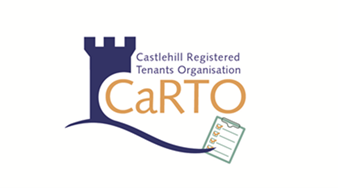 Castlehill Registered
Tenants Organisation
CaRTO